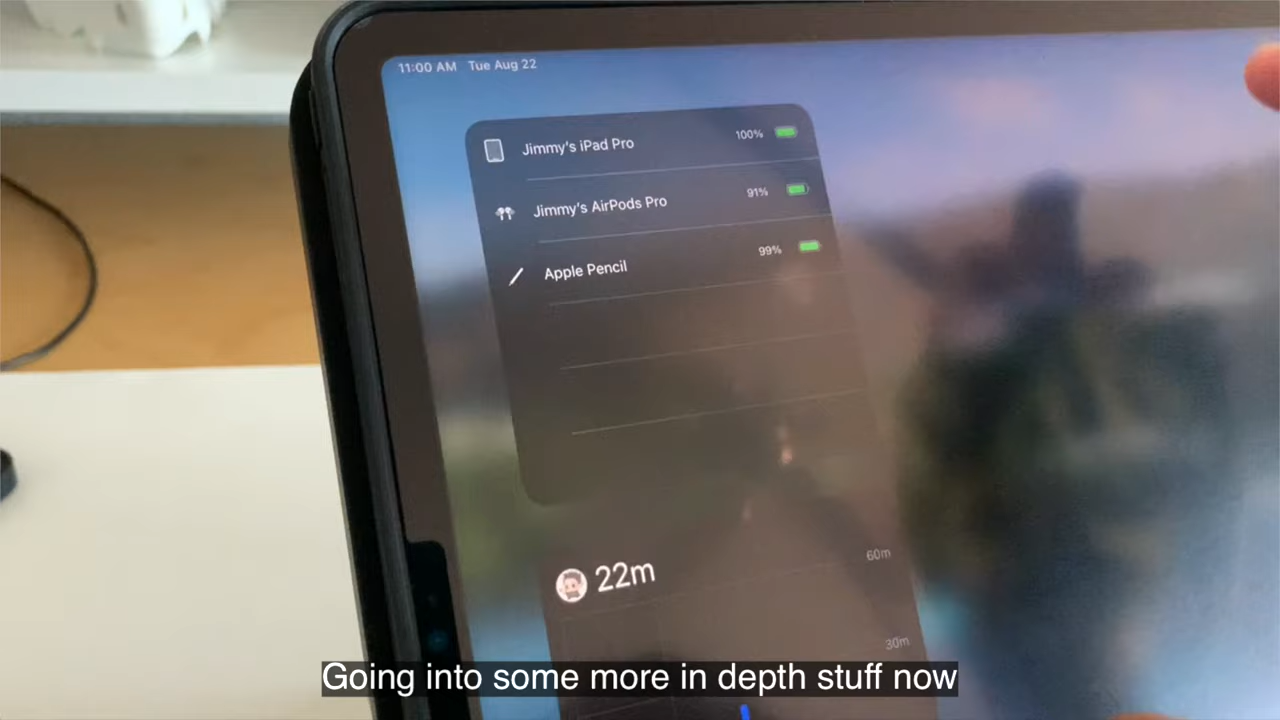 11:00 AM Tue Aug 22
Jimmy's iPad Pro 100%
Jimmy's AirPods Pro 91%
Apple Pencil 99%
22m
60m
30m
Going into some more in depth stuff now